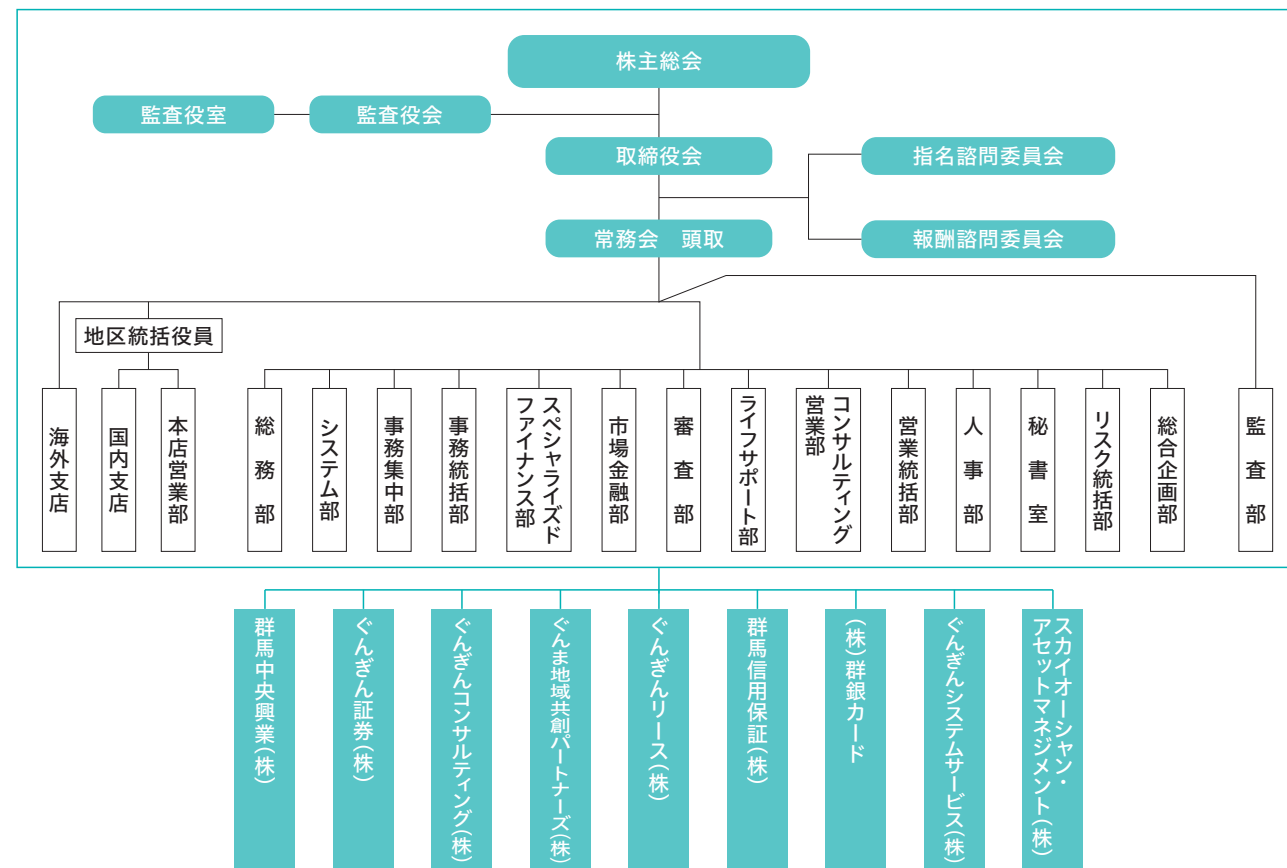 株主総会
監査役室
監査役会
取締役会
指名諮問委員会
常務会　頭取
報酬諮問委員会
地区統括役員
海外支店
国内支店
本店営業部
総務部
システム部
事務集中部
事務統括部
スペシャライズド
ファイナンス部
市場金融部
審査部
ライフサポート部
コンサルティング
営業部
営業統括部
人事部
秘書室
リスク統括部
総合企画部
監査部
群馬中央興業(株)
ぐんぎん証券(株)
ぐんぎんコンサルティング(株)
ぐんま地域共創パートナーズ(株)
ぐんぎんリース(株)
群馬信用保証(株)
(株)群銀カード
ぐんぎんシステムサービス(株)
スカイオーシャン・
アセットマネジメント(株)